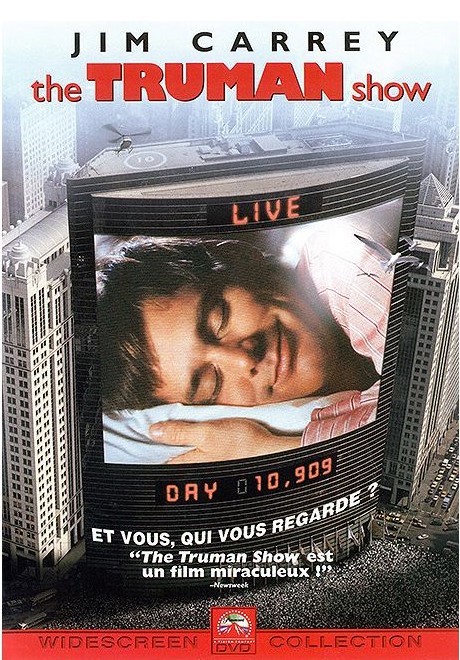 JIM CARREY
the TRUMAN show
10
LIVE
DAY 10,909
ET VOUS, QUI VOUS REGARDE ?
"The Truman Show est
un film miraculeux !"
–Newsweek
WIDESCREEN DVD COLLECTION